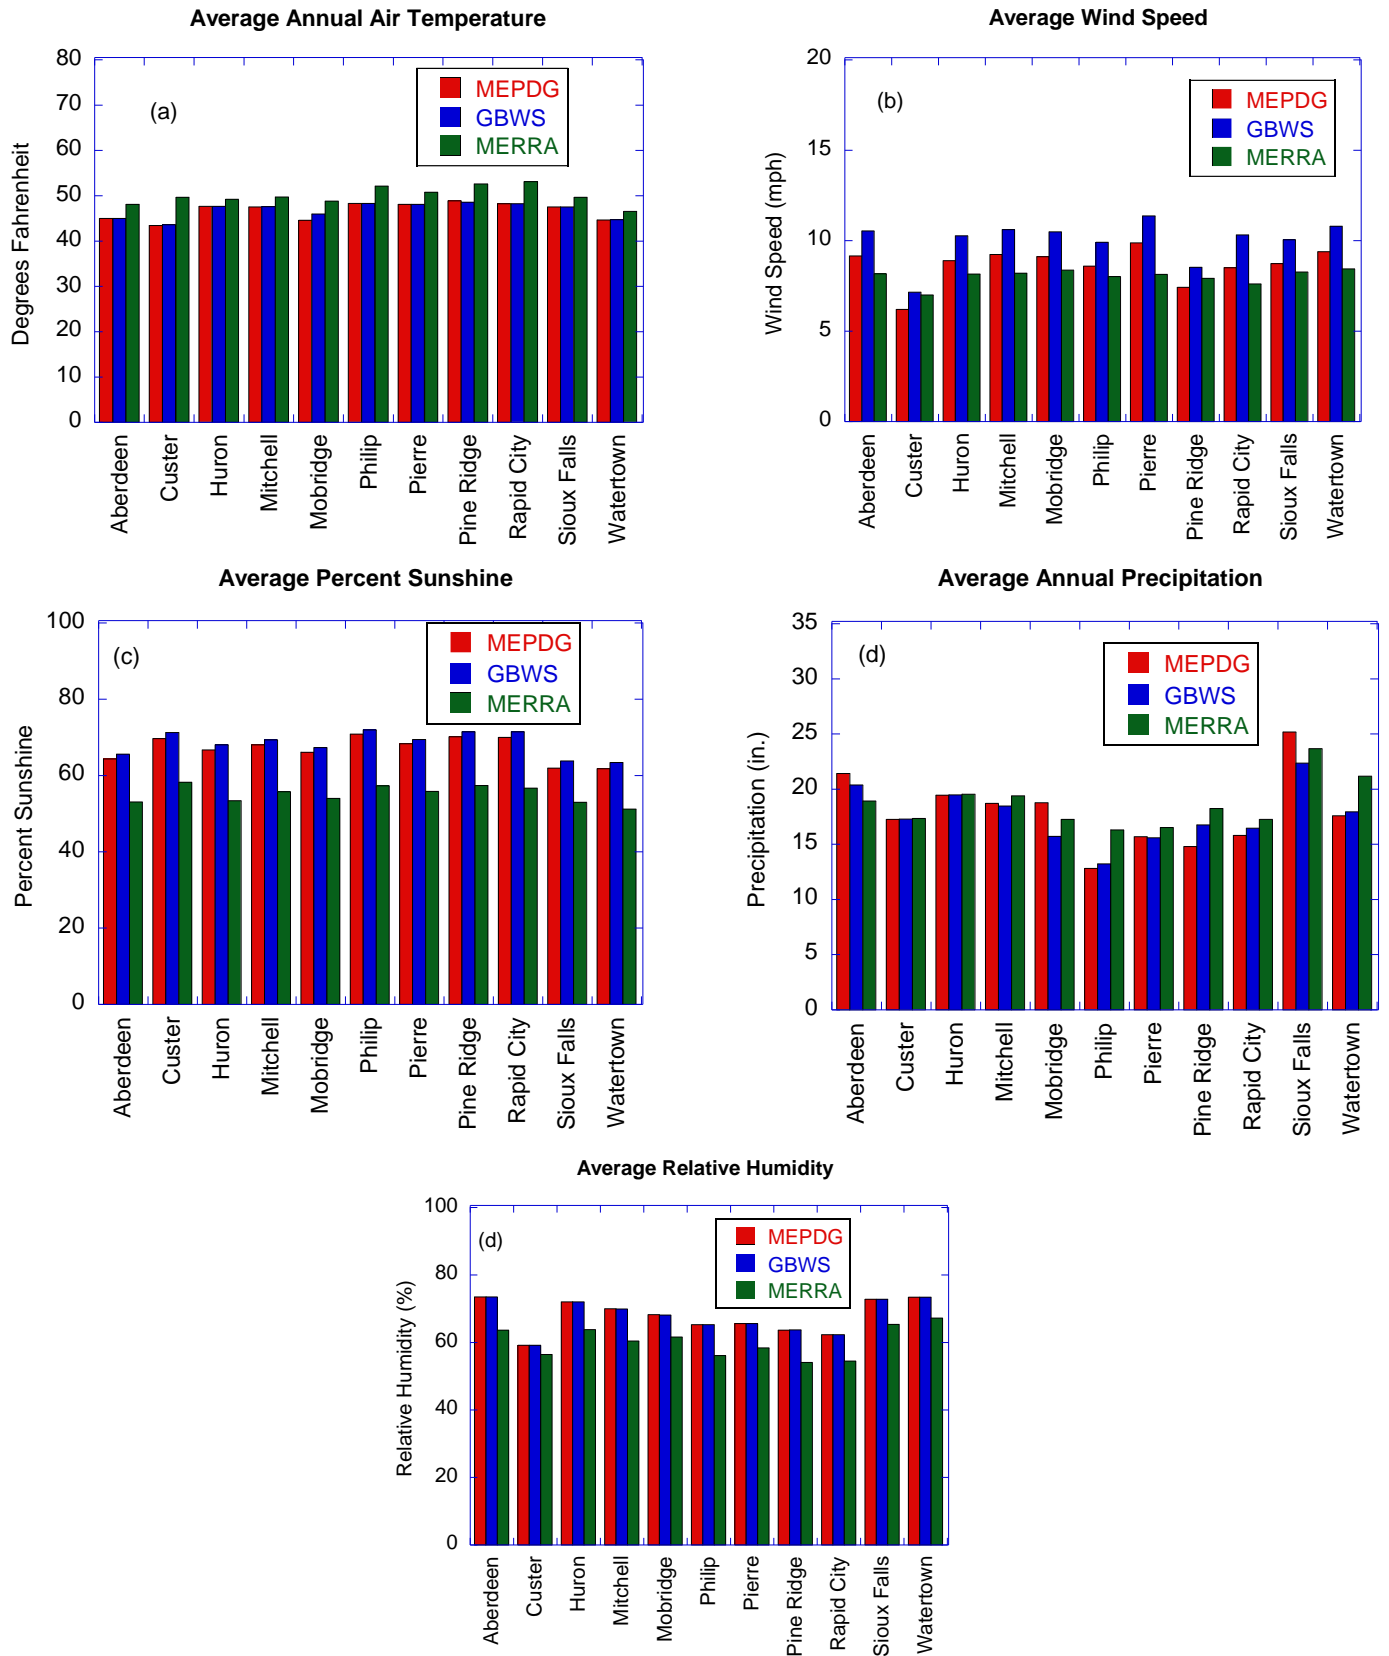 Average Annual Air Temperature
80
70
60
50
40
30
20
10
0
Degrees Fahrenheit
(a)
MEPDG
GBWS
MERRA
Aberdeen
Custer
Huron
Mitchell
Mobridge
Philip
Pierre
Pine Ridge
Rapid City
Sioux Falls
Watertown
Average Wind Speed
20
15
10
5
0
Wind Speed (mph)
(b)
MEPDG
GBWS
MERRA
Aberdeen
Custer
Huron
Mitchell
Mobridge
Philip
Pierre
Pine Ridge
Rapid City
Sioux Falls
Watertown
Average Percent Sunshine
100
80
60
40
20
0
Percent Sunshine
(c)
MEPDG
GBWS
MERRA
Aberdeen
Custer
Huron
Mitchell
Mobridge
Philip
Pierre
Pine Ridge
Rapid City
Sioux Falls
Watertown
Average Annual Precipitation
35
30
25
20
15
10
5
0
Precipitation (in.)
(d)
MEPDG
GBWS
MERRA
Aberdeen
Custer
Huron
Mitchell
Mobridge
Philip
Pierre
Pine Ridge
Rapid City
Sioux Falls
Watertown
Average Relative Humidity
100
80
60
40
20
0
Relative Humidity (%)
(d)
MEPDG
GBWS
MERRA
Aberdeen
Custer
Huron
Mitchell
Mobridge
Philip
Pierre
Pine Ridge
Rapid City
Sioux Falls
Watertown